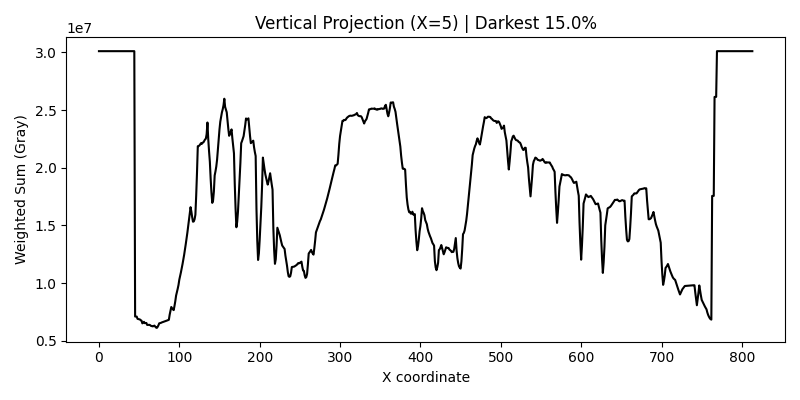 Vertical Projection (X=5) | Darkest 15.0%
1e7
3.0
2.5
2.0
1.5
1.0
0.5
Weighted Sum (Gray)
0 100 200 300 400 500 600 700 800
X coordinate